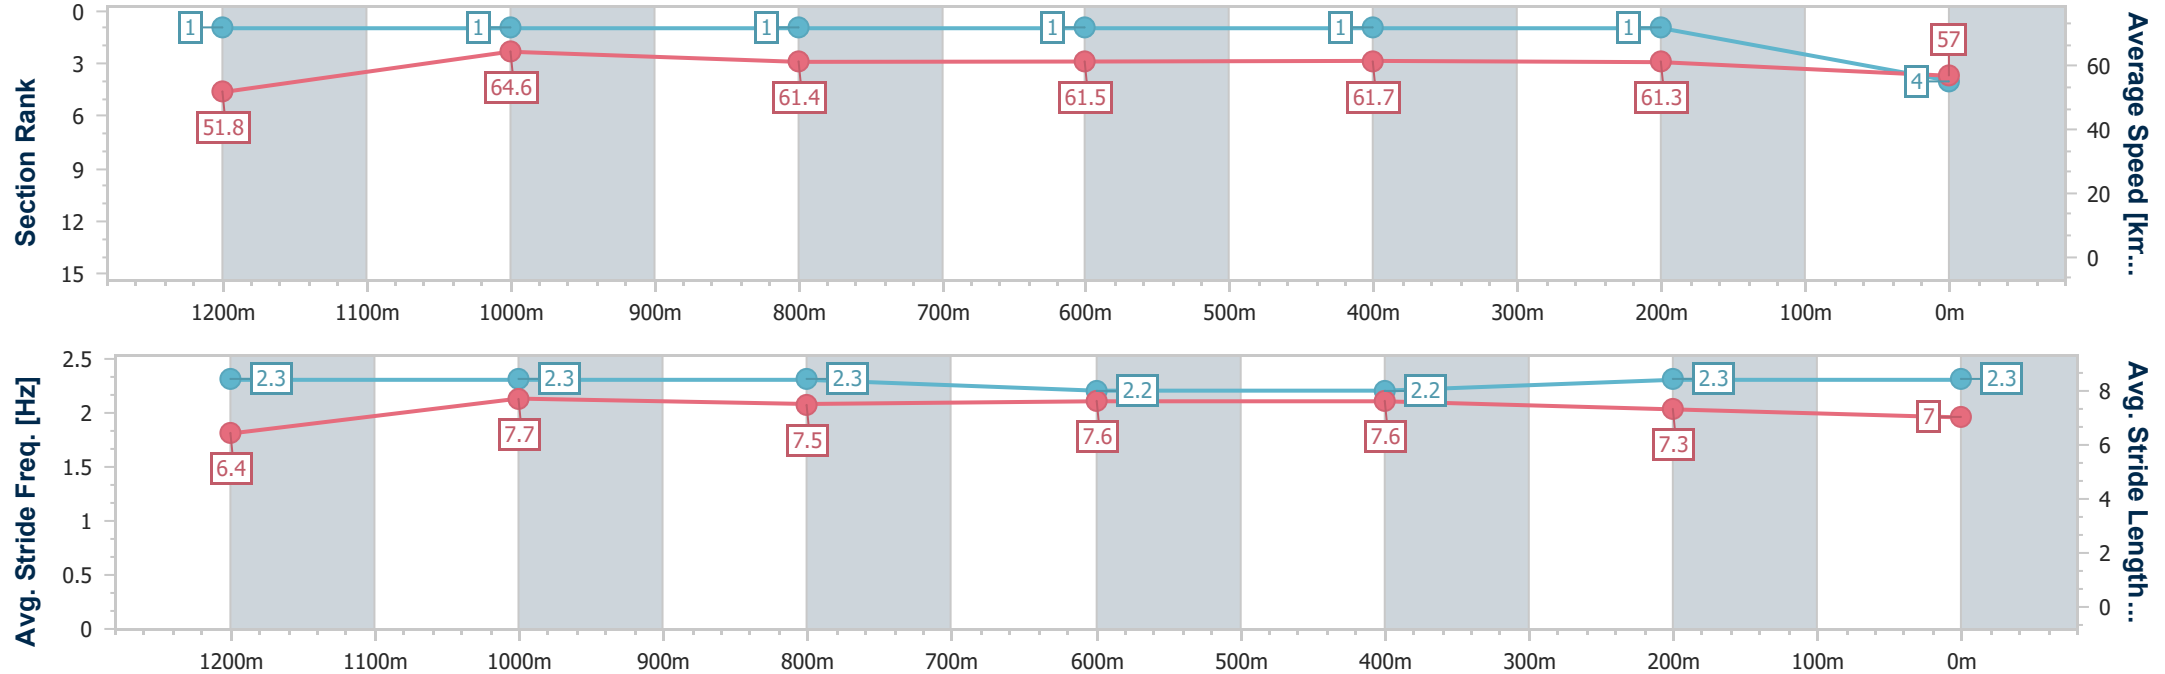 Section Rank
0
3
6
9
12
15
1 1 1 1 1 1 4
51.8 64.6 61.4 61.5 61.7 61.3 57
60
40
20
0
Average Speed [km...
1200m 1100m 1000m 900m 800m 700m 600m 500m 400m 300m 200m 100m 0m
Avg. Stride Freq. [Hz]
2.5
2
1.5
1
0.5
0
2.3 2.3 2.3 2.2 2.2 2.3 2.3
6.4 7.7 7.5 7.6 7.6 7.3 7
8
6
4
2
0
Avg. Stride Length...
1200m 1100m 1000m 900m 800m 700m 600m 500m 400m 300m 200m 100m 0m